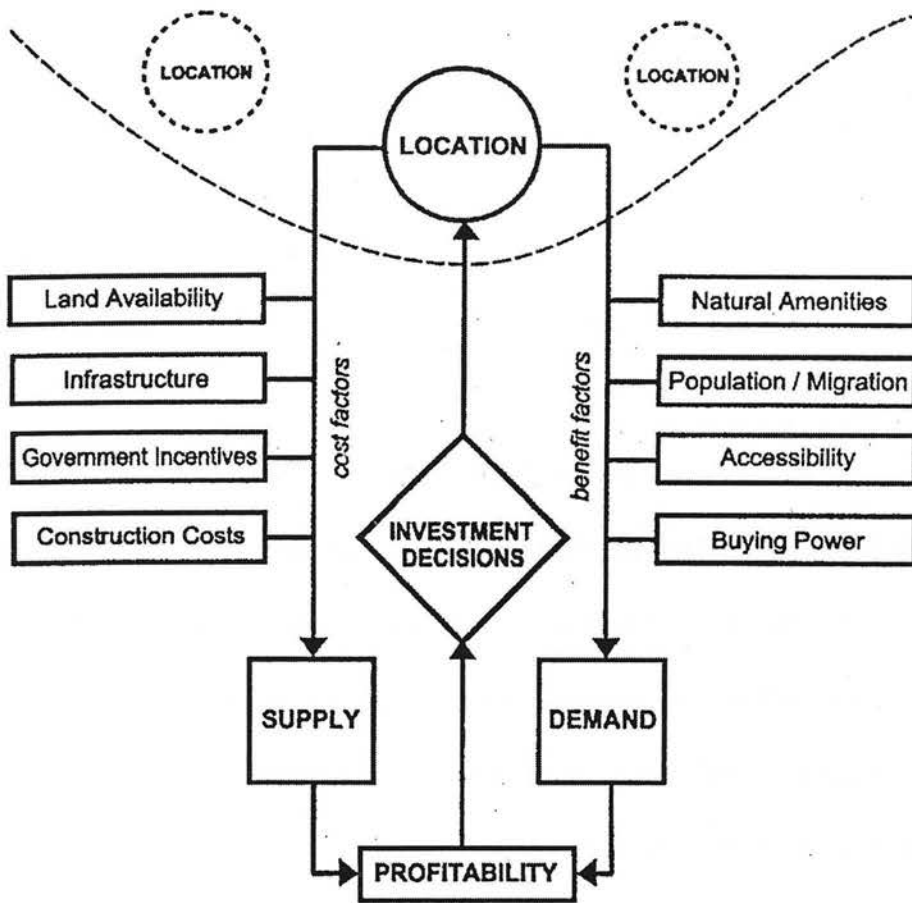 LOCATION
LOCATION
LOCATION
Land Availability
Infrastructure
Government Incentives
Construction Costs
cost factors
benefit factors
Natural Amenities
Population / Migration
Accessibility
Buying Power
INVESTMENT
DECISIONS
SUPPLY
DEMAND
PROFITABILITY